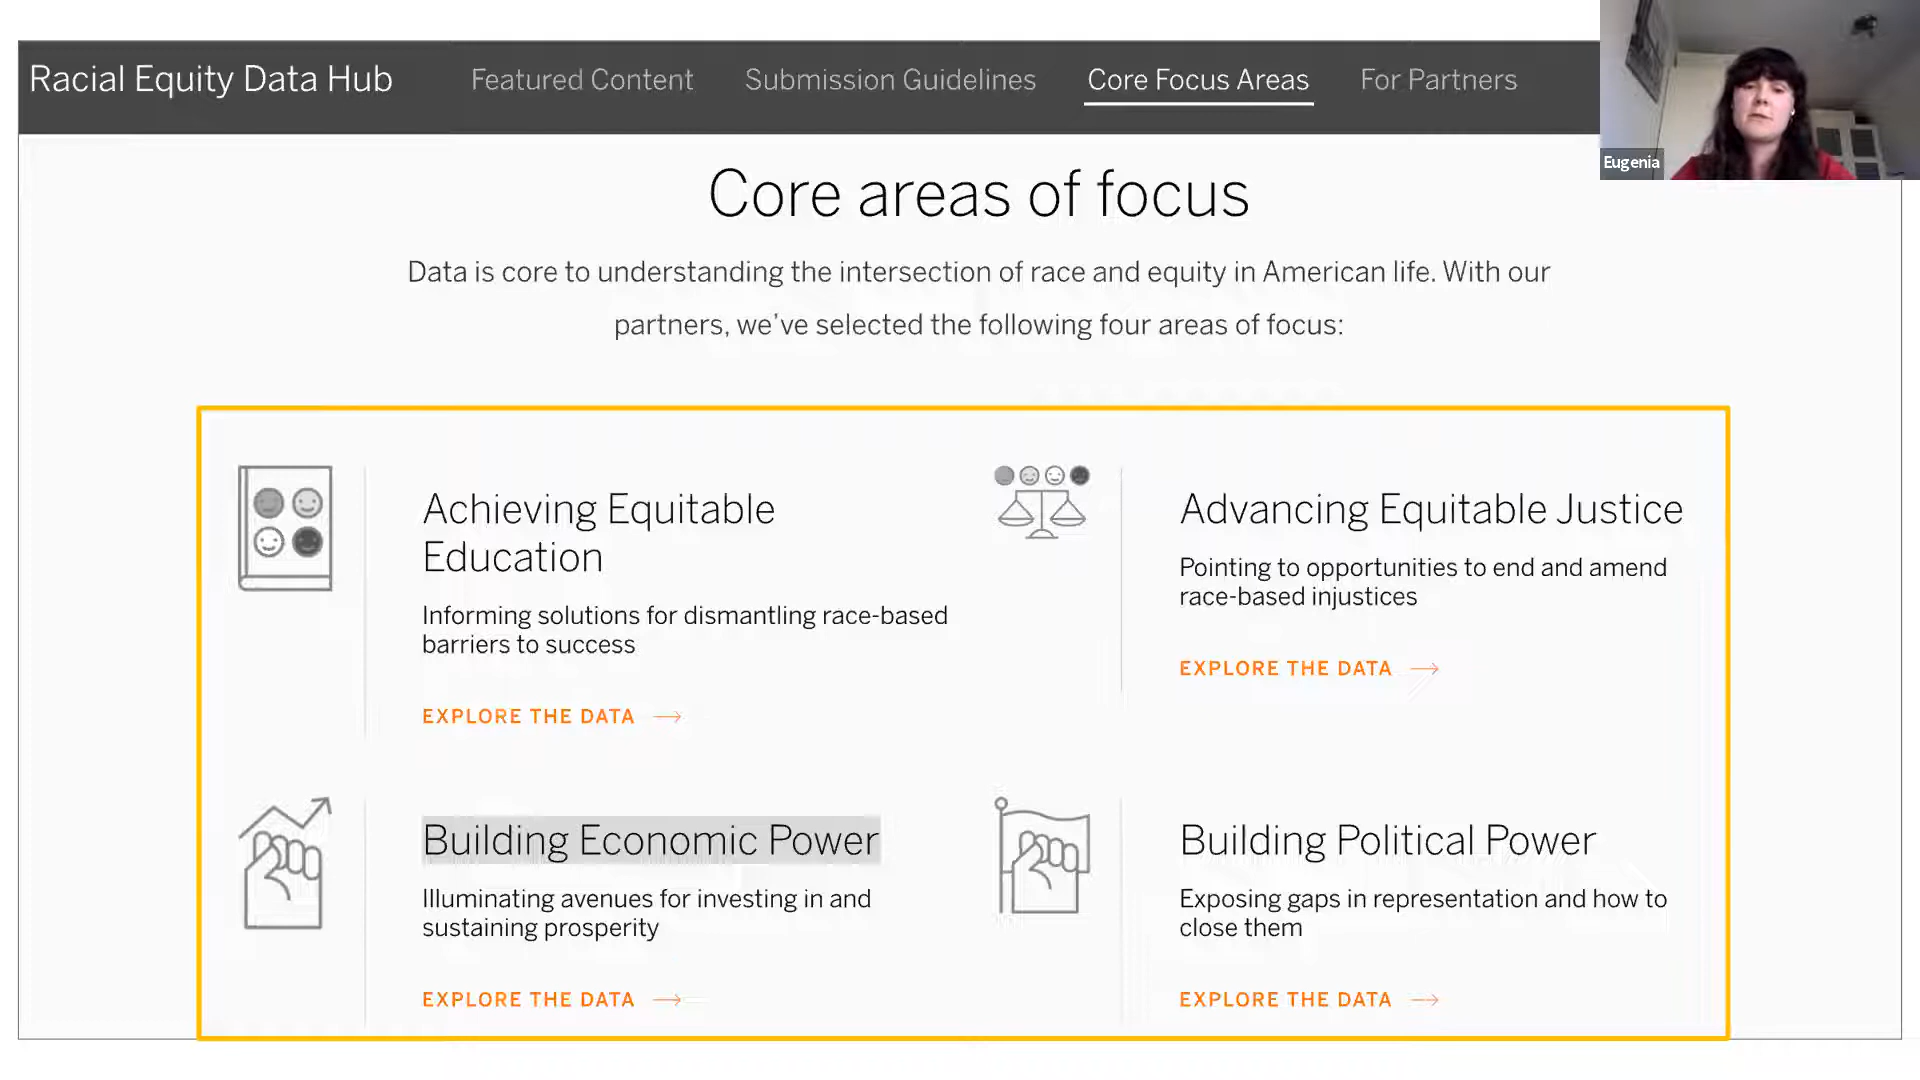 Racial Equity Data Hub
Featured Content
Submission Guidelines
Core Focus Areas
For Partners
Eugenia
Core areas of focus
Data is core to understanding the intersection of race and equity in American life. With our
partners, we've selected the following four areas of focus:
Achieving Equitable
Education
Informing solutions for dismantling race-based
barriers to success
EXPLORE THE DATA
Advancing Equitable Justice
Pointing to opportunities to end and amend
race-based injustices
EXPLORE THE DATA
Building Economic Power
Illuminating avenues for investing in and
sustaining prosperity
EXPLORE THE DATA
Building Political Power
Exposing gaps in representation and how to
close them
EXPLORE THE DATA